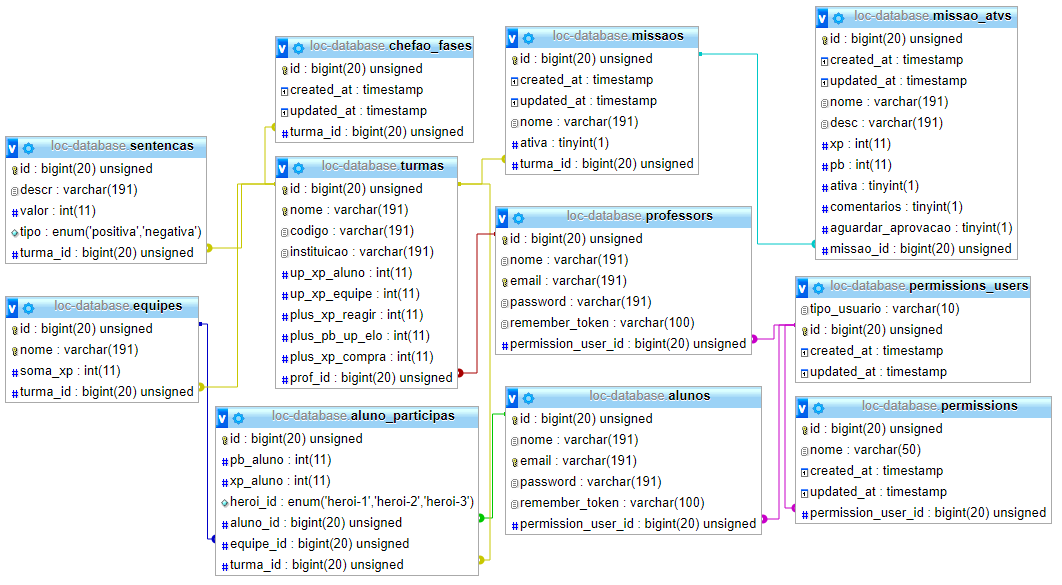 loc-database.chefao_fases
id : bigint(20) unsigned
created_at : timestamp
updated_at : timestamp
turma_id : bigint(20) unsigned
loc-database.missaos
id : bigint(20) unsigned
created_at : timestamp
updated_at : timestamp
nome : varchar(191)
ativa : tinyint(1)
turma_id : bigint(20) unsigned
loc-database.missao_atvs
id : bigint(20) unsigned
created_at : timestamp
updated_at : timestamp
nome : varchar(191)
desc : varchar(191)
xp : int(11)
pb : int(11)
ativa : tinyint(1)
comentarios : tinyint(1)
aguardar_aprovacao : tinyint(1)
missao_id : bigint(20) unsigned
loc-database.sentencas
id : bigint(20) unsigned
descr : varchar(191)
valor : int(11)
tipo : enum('positiva','negativa')
turma_id : bigint(20) unsigned
loc-database.turmas
id : bigint(20) unsigned
nome : varchar(191)
codigo : varchar(191)
instituicao : varchar(191)
up_xp_aluno : int(11)
up_xp_equipe : int(11)
plus_xp_reagir : int(11)
plus_pb_up_elo : int(11)
plus_xp_compra : int(11)
prof_id : bigint(20) unsigned
loc-database.professors
id : bigint(20) unsigned
nome : varchar(191)
email : varchar(191)
password : varchar(191)
remember_token : varchar(100)
permission_user_id : bigint(20) unsigned
loc-database.permissions_users
tipo_usuario : varchar(10)
id : bigint(20) unsigned
created_at : timestamp
updated_at : timestamp
loc-database.equipes
id : bigint(20) unsigned
nome : varchar(191)
soma_xp : int(11)
turma_id : bigint(20) unsigned
loc-database.aluno_participas
id : bigint(20) unsigned
pb_aluno : int(11)
xp_aluno : int(11)
heroi_id : enum('heroi-1','heroi-2','heroi-3')
aluno_id : bigint(20) unsigned
equipe_id : bigint(20) unsigned
turma_id : bigint(20) unsigned
loc-database.alunos
id : bigint(20) unsigned
nome : varchar(191)
email : varchar(191)
password : varchar(191)
remember_token : varchar(100)
permission_user_id : bigint(20) unsigned
loc-database.permissions
id : bigint(20) unsigned
nome : varchar(50)
created_at : timestamp
updated_at : timestamp
permission_user_id : bigint(20) unsigned